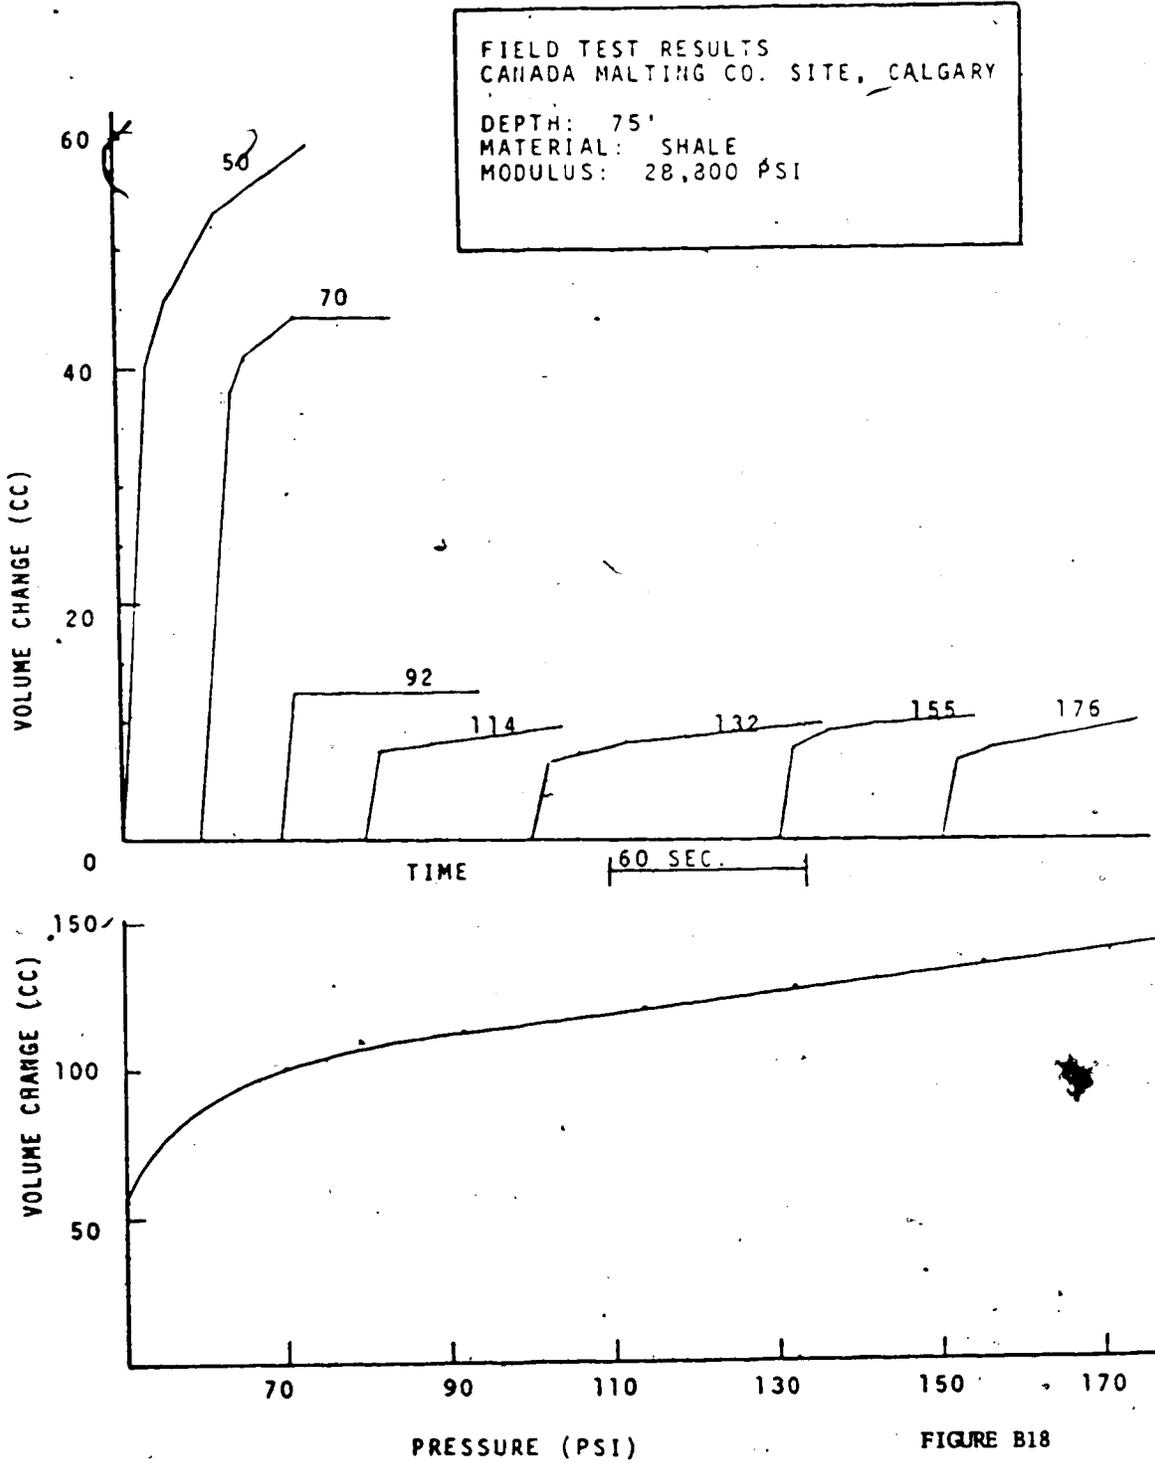 FIELD TEST RESULTS
CANADA MALTING CO. SITE, CALGARY
DEPTH: 75'
MATERIAL: SHALE
MODULUS: 28,800 PSI
60
50
70
40
VOLUME CHANGE (CC)
20
92
114
132
155
176
0
TIME
60 SEC.
150
VOLUME CHANGE (CC)
100
50
70
90
110
130
150
170
PRESSURE (PSI)
FIGURE B18